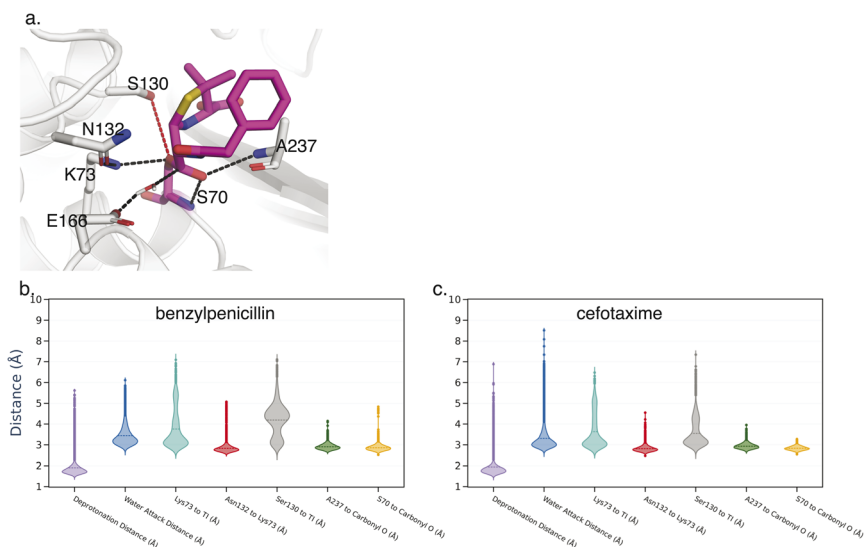 a.
S130
N132
A237
K73
S70
E166
b.
benzylpenicillin
Distance (Å)
10
9
8
7
6
5
4
3
2
1
Deprotonation Distance (Å)
Water Attack Distance (Å)
Lys73 to TI (Å)
Asn132 to Lys73 (Å)
Ser130 to TI (Å)
A237 to Carbonyl O (Å)
S70 to Carbonyl O (Å)
c.
cefotaxime
10
9
8
7
6
5
4
3
2
1
Deprotonation Distance (Å)
Water Attack Distance (Å)
Lys73 to TI (Å)
Asn132 to Lys73 (Å)
Ser130 to TI (Å)
A237 to Carbonyl O (Å)
S70 to Carbonyl O (Å)